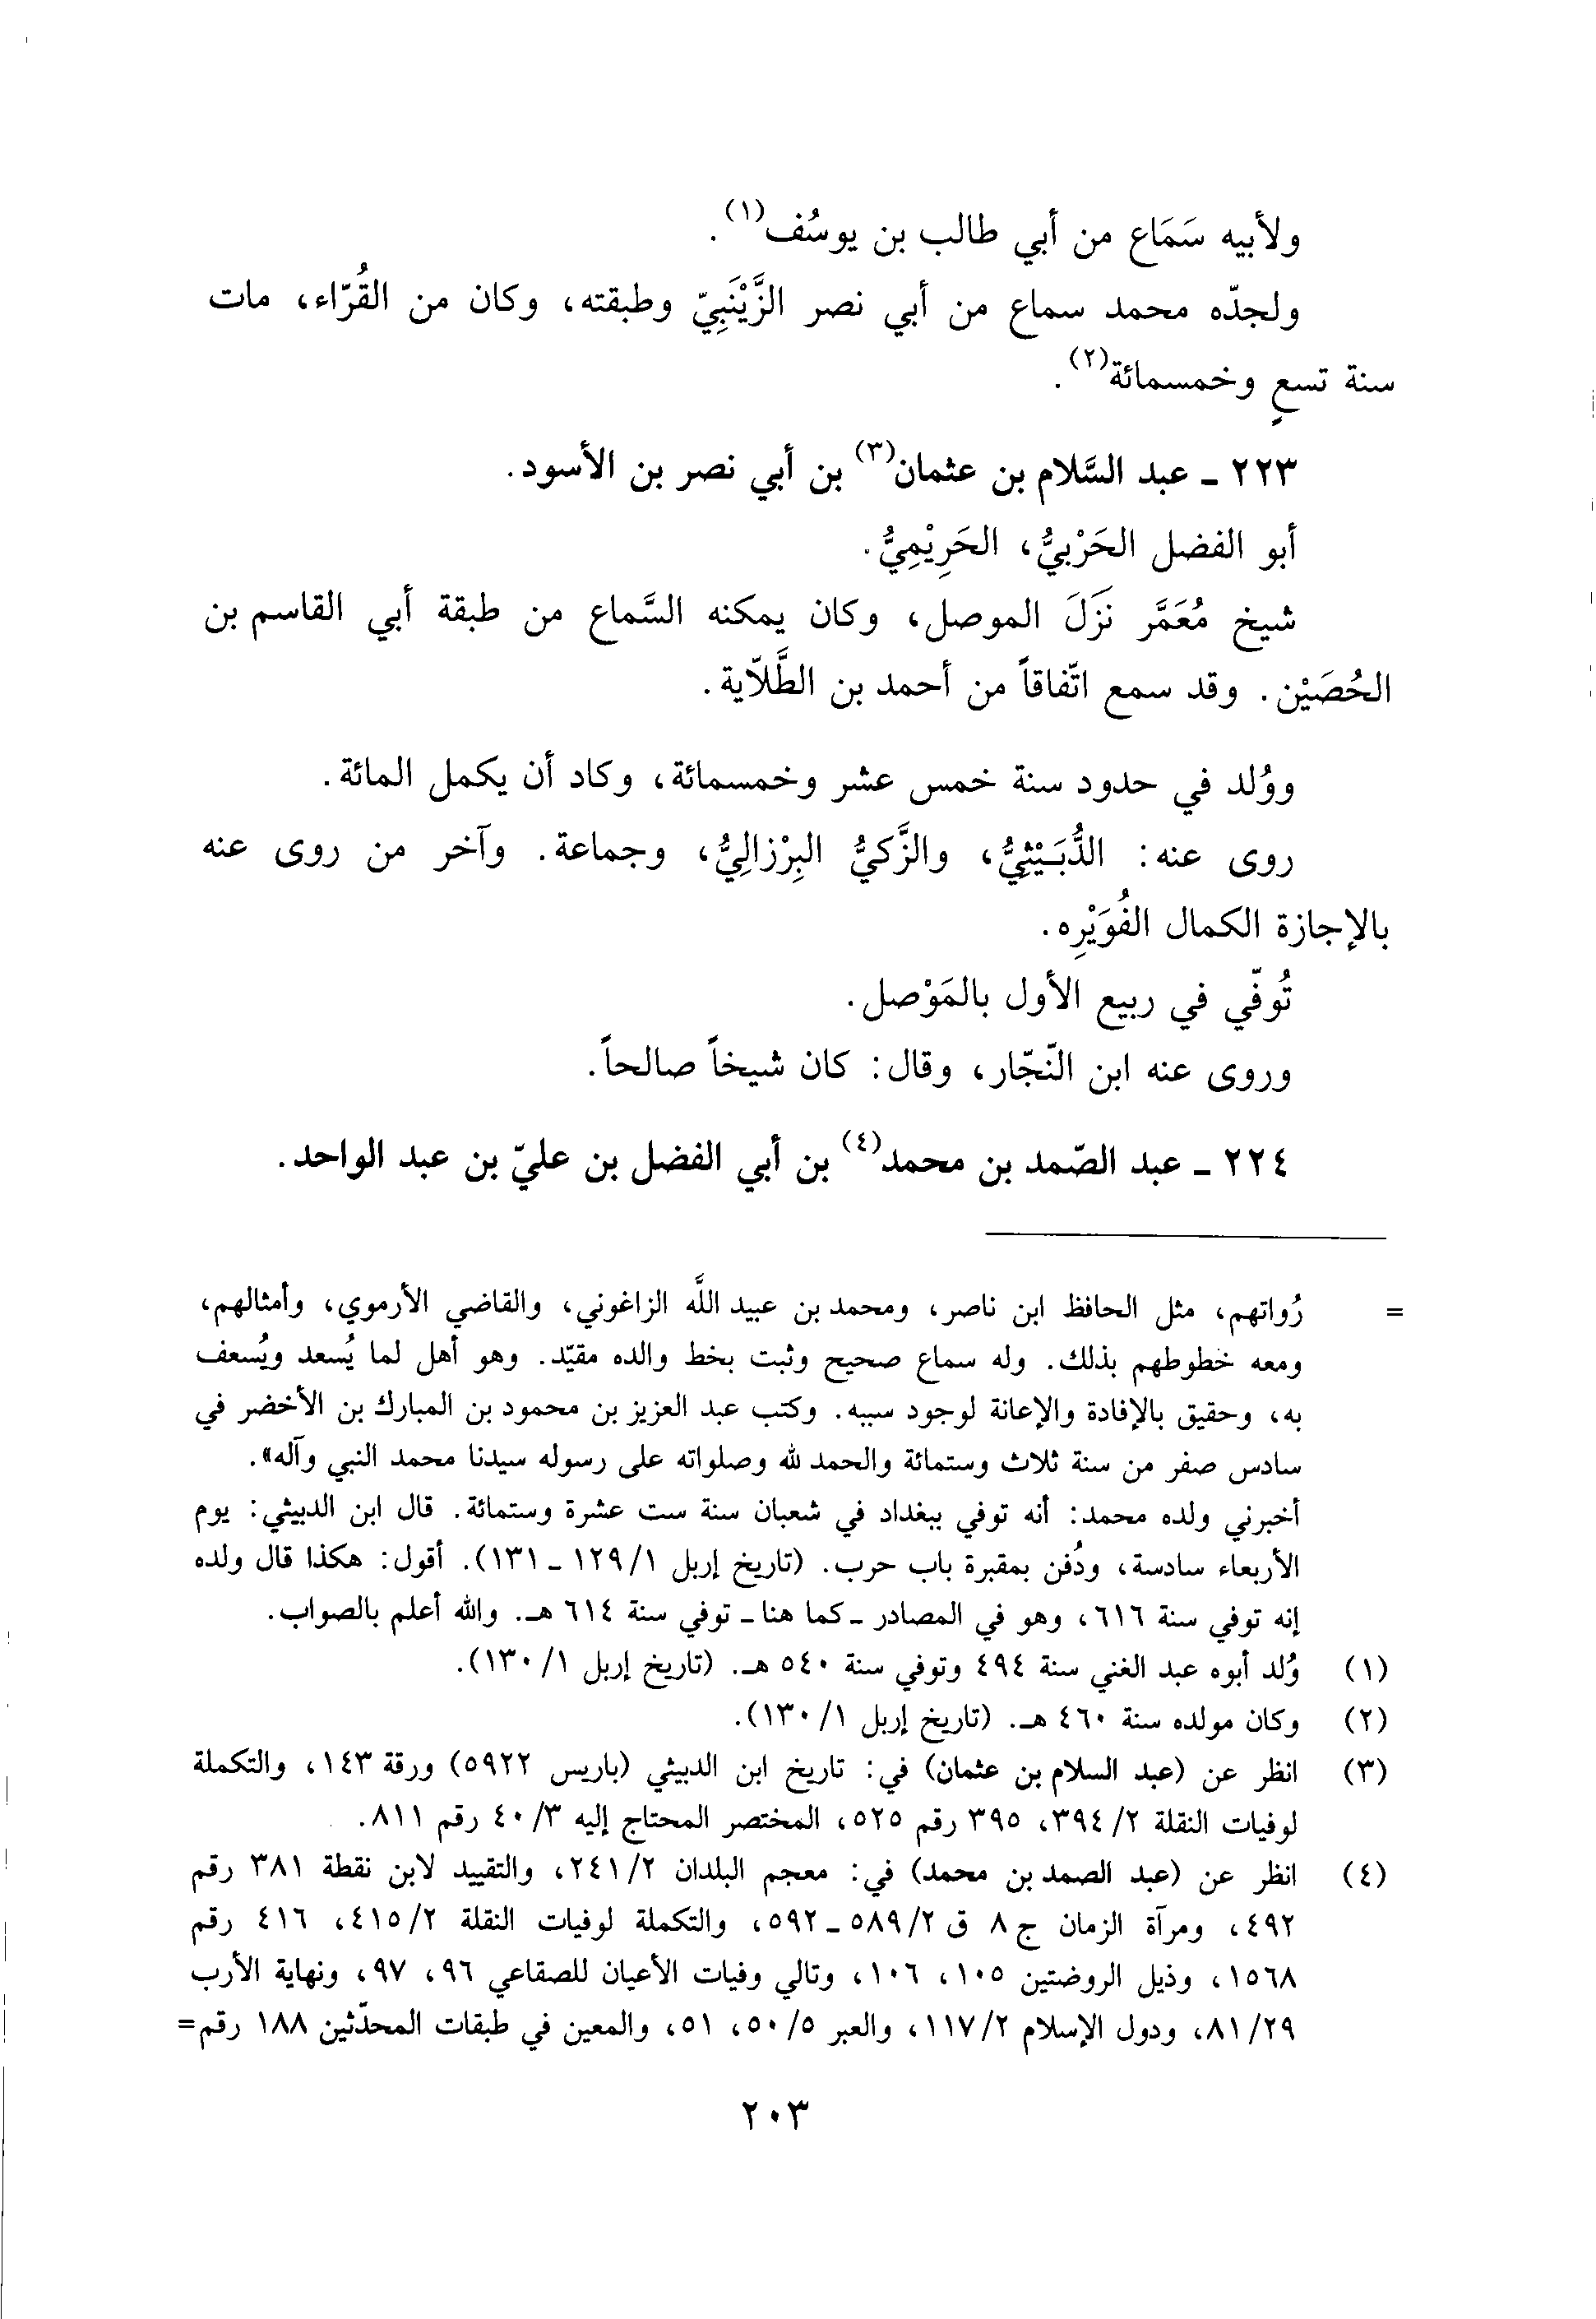 ولأبيه سَمَاع من أبي طالب بن يوسُف(١).
ولجدّه محمد سماع من أبي نصر الزَّيْنَبِيّ وطبقته، وكان من القُرّاء، مات
سنة تسعٍ وخمسمائة(٢).
٢٢٣ ـ عبد السَّلام بن عثمان(٣) بن أبي نصر بن الأسود.
أبو الفضل الحَرْبيُّ، الحَرِيْمِيُّ.
شيخ مُعَمَّر نَزَلَ الموصل، وكان يمكنه السَّماع من طبقة أبي القاسم بن
الحُصَيْن. وقد سمع اتّفاقاً من أحمد بن الطَّلّاية.
ووُلد في حدود سنة خمس عشر وخمسمائة، وكاد أن يكمل المائة.
روى عنه: الدُّبَيْثِيُّ، والزَّكيُّ البِرْزالِيُّ، وجماعة. وآخر من روى عنه
بالإجازة الكمال الفُوَيْرِه.
تُوفّي في ربيع الأول بالمَوْصل.
وروى عنه ابن النّجّار، وقال: كان شيخاً صالحاً.
٢٢٤ ـ عبد الصّمد بن محمد(٤) بن أبي الفضل بن عليّ بن عبد الواحد.
= رُواتهم، مثل الحافظ ابن ناصر، ومحمد بن عبيد اللَّه الزاغوني، والقاضي الأرموي، وأمثالهم،
ومعه خطوطهم بذلك. وله سماع صحيح وثبت بخط والده مقيّد. وهو أهل لما يُسعد ويُسعف
به، وحقيق بالإفادة والإعانة لوجود سببه. وكتب عبد العزيز بن محمود بن المبارك بن الأخضر في
سادس صفر من سنة ثلاث وستمائة والحمد لله وصلواته على رسوله سيدنا محمد النبي وآله».
أخبرني ولده محمد: أنه توفي ببغداد في شعبان سنة ست عشرة وستمائة. قال ابن الدبيثي: يوم
الأربعاء سادسة، ودُفن بمقبرة باب حرب. (تاريخ إربل ١/١٢٩ ـ ١٣١). أقول: هكذا قال ولده
إنه توفي سنة ٦١٦، وهو في المصادر ـ كما هنا ـ توفي سنة ٦١٤ هـ. والله أعلم بالصواب.
(١) وُلد أبوه عبد الغني سنة ٤٩٤ وتوفي سنة ٥٤٠ هـ. (تاريخ إربل ١/١٣٠).
(٢) وكان مولده سنة ٤٦٠ هـ. (تاريخ إربل ١/١٣٠).
(٣) انظر عن (عبد السلام بن عثمان) في: تاريخ ابن الدبيثي (باريس ٥٩٢٢) ورقة ١٤٣، والتكملة
لوفيات النقلة ٢/٣٩٤، ٣٩٥ رقم ٥٢٥، المختصر المحتاج إليه ٣/٤٠ رقم ٨١١.
(٤) انظر عن (عبد الصمد بن محمد) في: معجم البلدان ٢/٢٤١، والتقييد لابن نقطة ٣٨١ رقم
٤٩٢، ومرآة الزمان ج ٨ ق ٢/٥٨٩ ـ ٥٩٢، والتكملة لوفيات النقلة ٢/٤١٥، ٤١٦ رقم
١٥٦٨، وذيل الروضتين ١٠٥، ١٠٦، وتالي وفيات الأعيان للصقاعي ٩٦، ٩٧، ونهاية الأرب
٢٩/٨١، ودول الإسلام ٢/١١٧، والعبر ٥/٥٠، ٥١، والمعين في طبقات المحدّثين ١٨٨ رقم=
٢٠٣